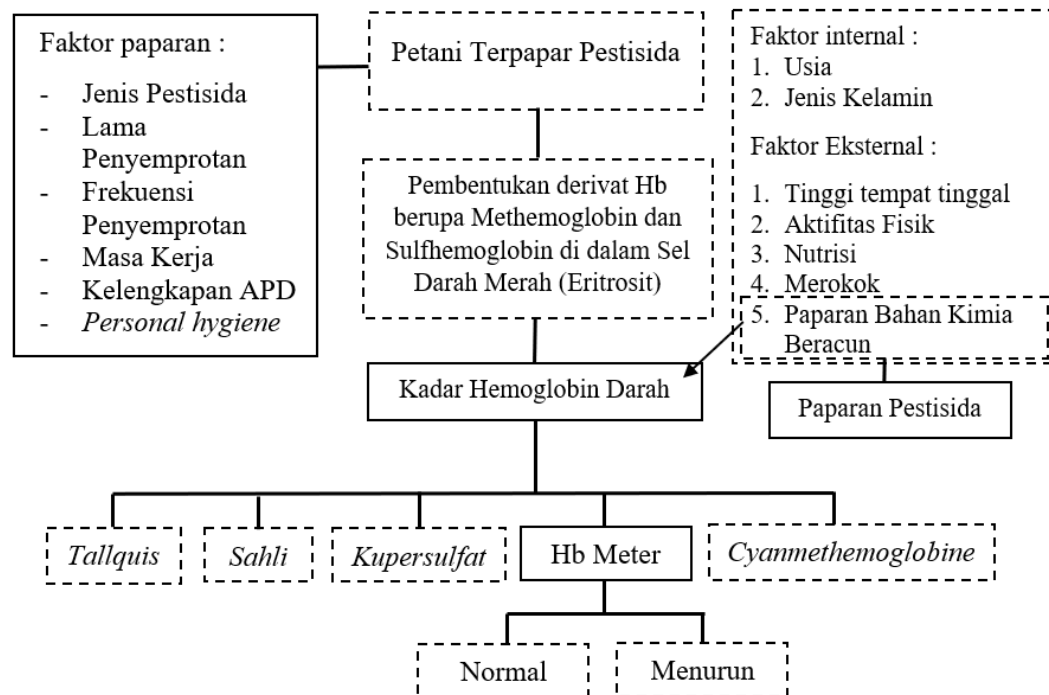 Faktor paparan :
- Jenis Pestisida
- Lama
Penyemprotan
- Frekuensi
Penyemprotan
- Masa Kerja
- Kelengkapan APD
- Personal hygiene
Petani Terpapar Pestisida
Faktor internal :
1. Usia
2. Jenis Kelamin
Faktor Eksternal :
1. Tinggi tempat tinggal
2. Aktifitas Fisik
3. Nutrisi
4. Merokok
5. Paparan Bahan Kimia
Beracun
Pembentukan derivat Hb
berupa Methemoglobin dan
Sulfhemoglobin di dalam Sel
Darah Merah (Eritrosit)
Kadar Hemoglobin Darah
Paparan Pestisida
Tallquis
Sahli
Kupersulfat
Hb Meter
Cyanmethemoglobine
Normal
Menurun